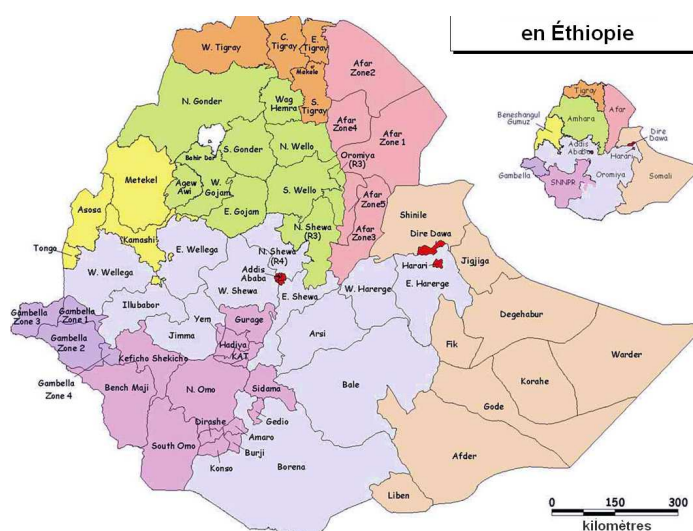 en Éthiopie
W. Tigray
C. Tigray
E. Tigray
Mekele
S. Tigray
Afar Zone2
Afar Zone4
Afar Zone 1
Oromiya (R3)
Afar Zone5
Afar Zone3
N. Gonder
Wag Hemra
Bahir Dar
S. Gonder
N. Wello
Agew Awi
W. Gojam
E. Gojam
S. Wello
N. Shewa (R3)
Metekel
Asosa
Kamashi
Tonga
Shinile
Dire Dawa
Jigjiga
Harari
E. Wellega
N. Shewa (R4)
W. Wellega
Addis Ababa
W. Shewa
E. Shewa
W. Harerge
E. Harerge
Degehabur
Illubabor
Gambella Zone 3
Gambella Zone 1
Gambella Zone 2
Gambella Zone 4
Jimma
Yem
Gurage
Hadiya
KAT
Arsi
Fik
Warder
Keficho Shekicho
Bench Maji
N. Omo
Sidama
Bale
Korahe
Gode
Dirashe
Gedio
Amaro
Burji
Konso
South Omo
Borena
Afder
Liben
Tigray
Afar
Amhara
Beneshangul Gumuz
Addis Ababa
Dire Dawa
Harari
Gambella
SNNPR
Oromiya
Somali
0 150 300
kilomètres